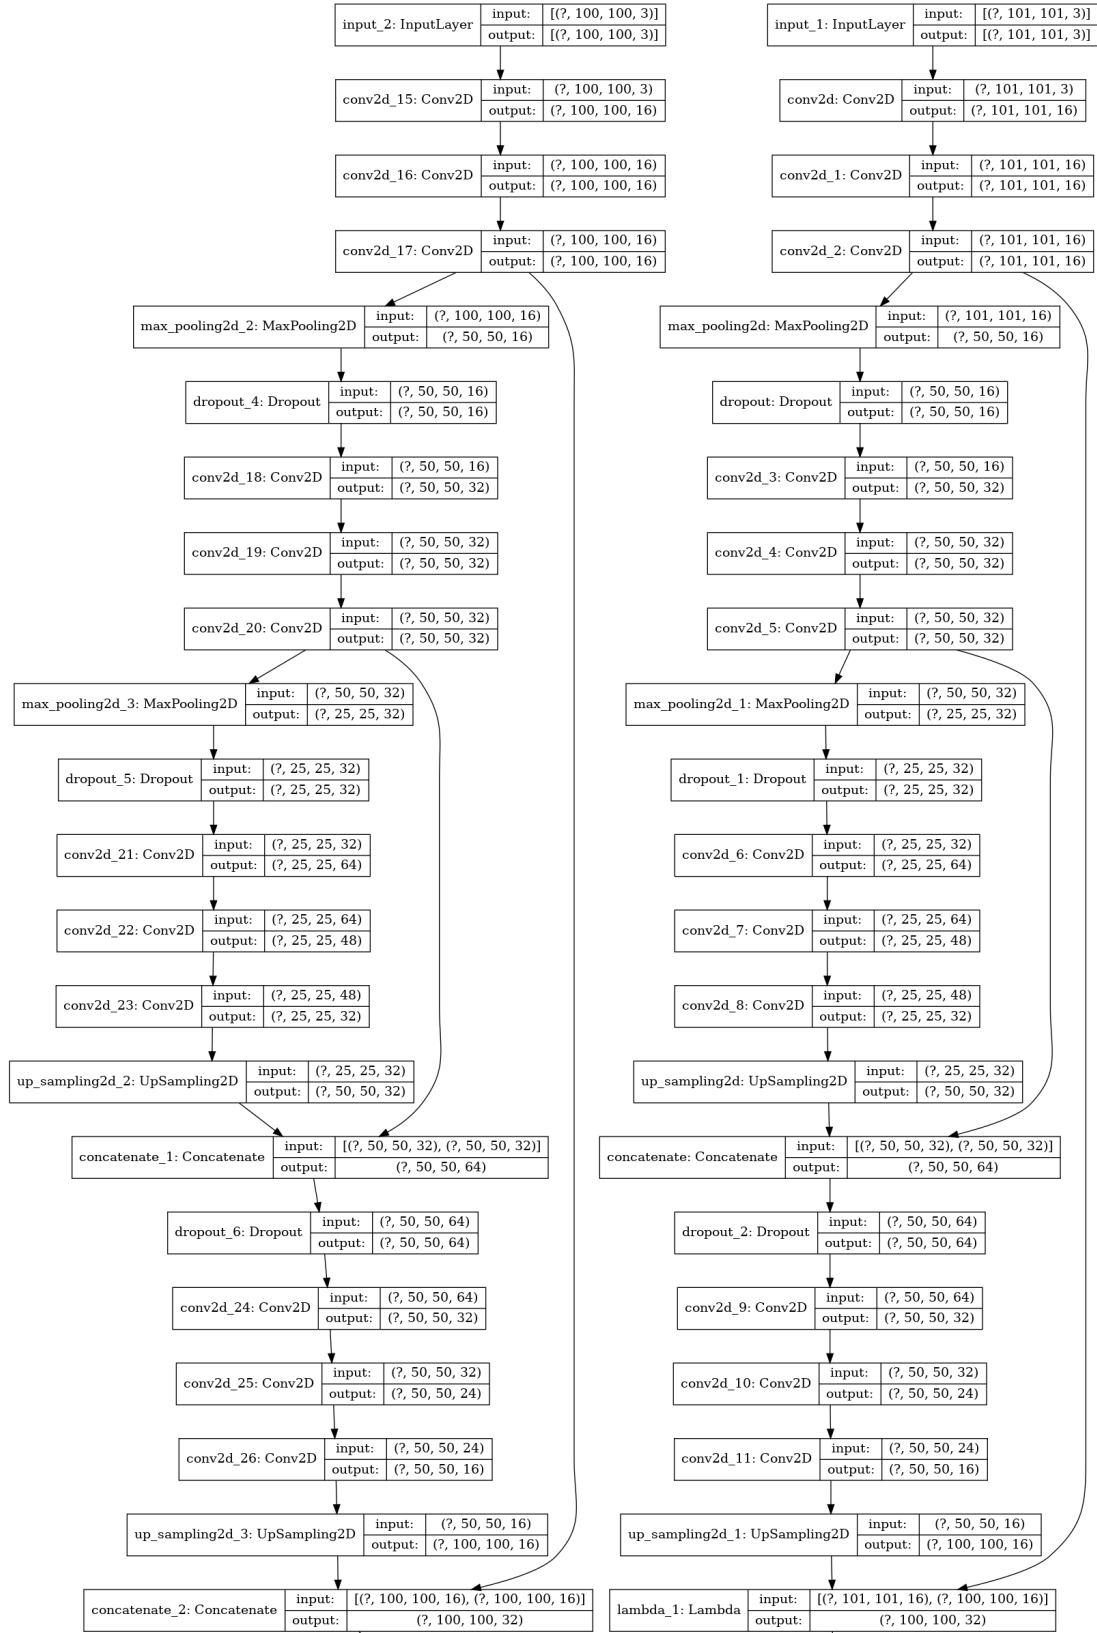 input_2: InputLayer
input: [(?, 100, 100, 3)]
output: [(?, 100, 100, 3)]
conv2d_15: Conv2D
input: (?, 100, 100, 3)
output: (?, 100, 100, 16)
conv2d_16: Conv2D
input: (?, 100, 100, 16)
output: (?, 100, 100, 16)
conv2d_17: Conv2D
input: (?, 100, 100, 16)
output: (?, 100, 100, 16)
max_pooling2d_2: MaxPooling2D
input: (?, 100, 100, 16)
output: (?, 50, 50, 16)
dropout_4: Dropout
input: (?, 50, 50, 16)
output: (?, 50, 50, 16)
conv2d_18: Conv2D
input: (?, 50, 50, 16)
output: (?, 50, 50, 32)
conv2d_19: Conv2D
input: (?, 50, 50, 32)
output: (?, 50, 50, 32)
conv2d_20: Conv2D
input: (?, 50, 50, 32)
output: (?, 50, 50, 32)
max_pooling2d_3: MaxPooling2D
input: (?, 50, 50, 32)
output: (?, 25, 25, 32)
dropout_5: Dropout
input: (?, 25, 25, 32)
output: (?, 25, 25, 32)
conv2d_21: Conv2D
input: (?, 25, 25, 32)
output: (?, 25, 25, 64)
conv2d_22: Conv2D
input: (?, 25, 25, 64)
output: (?, 25, 25, 48)
conv2d_23: Conv2D
input: (?, 25, 25, 48)
output: (?, 25, 25, 32)
up_sampling2d_2: UpSampling2D
input: (?, 25, 25, 32)
output: (?, 50, 50, 32)
concatenate_1: Concatenate
input: [(?, 50, 50, 32), (?, 50, 50, 32)]
output: (?, 50, 50, 64)
dropout_6: Dropout
input: (?, 50, 50, 64)
output: (?, 50, 50, 64)
conv2d_24: Conv2D
input: (?, 50, 50, 64)
output: (?, 50, 50, 32)
conv2d_25: Conv2D
input: (?, 50, 50, 32)
output: (?, 50, 50, 24)
conv2d_26: Conv2D
input: (?, 50, 50, 24)
output: (?, 50, 50, 16)
up_sampling2d_3: UpSampling2D
input: (?, 50, 50, 16)
output: (?, 100, 100, 16)
concatenate_2: Concatenate
input: [(?, 100, 100, 16), (?, 100, 100, 16)]
output: (?, 100, 100, 32)
input_1: InputLayer
input: [(?, 101, 101, 3)]
output: [(?, 101, 101, 3)]
conv2d: Conv2D
input: (?, 101, 101, 3)
output: (?, 101, 101, 16)
conv2d_1: Conv2D
input: (?, 101, 101, 16)
output: (?, 101, 101, 16)
conv2d_2: Conv2D
input: (?, 101, 101, 16)
output: (?, 101, 101, 16)
max_pooling2d: MaxPooling2D
input: (?, 101, 101, 16)
output: (?, 50, 50, 16)
dropout: Dropout
input: (?, 50, 50, 16)
output: (?, 50, 50, 16)
conv2d_3: Conv2D
input: (?, 50, 50, 16)
output: (?, 50, 50, 32)
conv2d_4: Conv2D
input: (?, 50, 50, 32)
output: (?, 50, 50, 32)
conv2d_5: Conv2D
input: (?, 50, 50, 32)
output: (?, 50, 50, 32)
max_pooling2d_1: MaxPooling2D
input: (?, 50, 50, 32)
output: (?, 25, 25, 32)
dropout_1: Dropout
input: (?, 25, 25, 32)
output: (?, 25, 25, 32)
conv2d_6: Conv2D
input: (?, 25, 25, 32)
output: (?, 25, 25, 64)
conv2d_7: Conv2D
input: (?, 25, 25, 64)
output: (?, 25, 25, 48)
conv2d_8: Conv2D
input: (?, 25, 25, 48)
output: (?, 25, 25, 32)
up_sampling2d: UpSampling2D
input: (?, 25, 25, 32)
output: (?, 50, 50, 32)
concatenate: Concatenate
input: [(?, 50, 50, 32), (?, 50, 50, 32)]
output: (?, 50, 50, 64)
dropout_2: Dropout
input: (?, 50, 50, 64)
output: (?, 50, 50, 64)
conv2d_9: Conv2D
input: (?, 50, 50, 64)
output: (?, 50, 50, 32)
conv2d_10: Conv2D
input: (?, 50, 50, 32)
output: (?, 50, 50, 24)
conv2d_11: Conv2D
input: (?, 50, 50, 24)
output: (?, 50, 50, 16)
up_sampling2d_1: UpSampling2D
input: (?, 50, 50, 16)
output: (?, 100, 100, 16)
lambda_1: Lambda
input: [(?, 101, 101, 16), (?, 100, 100, 16)]
output: (?, 100, 100, 32)